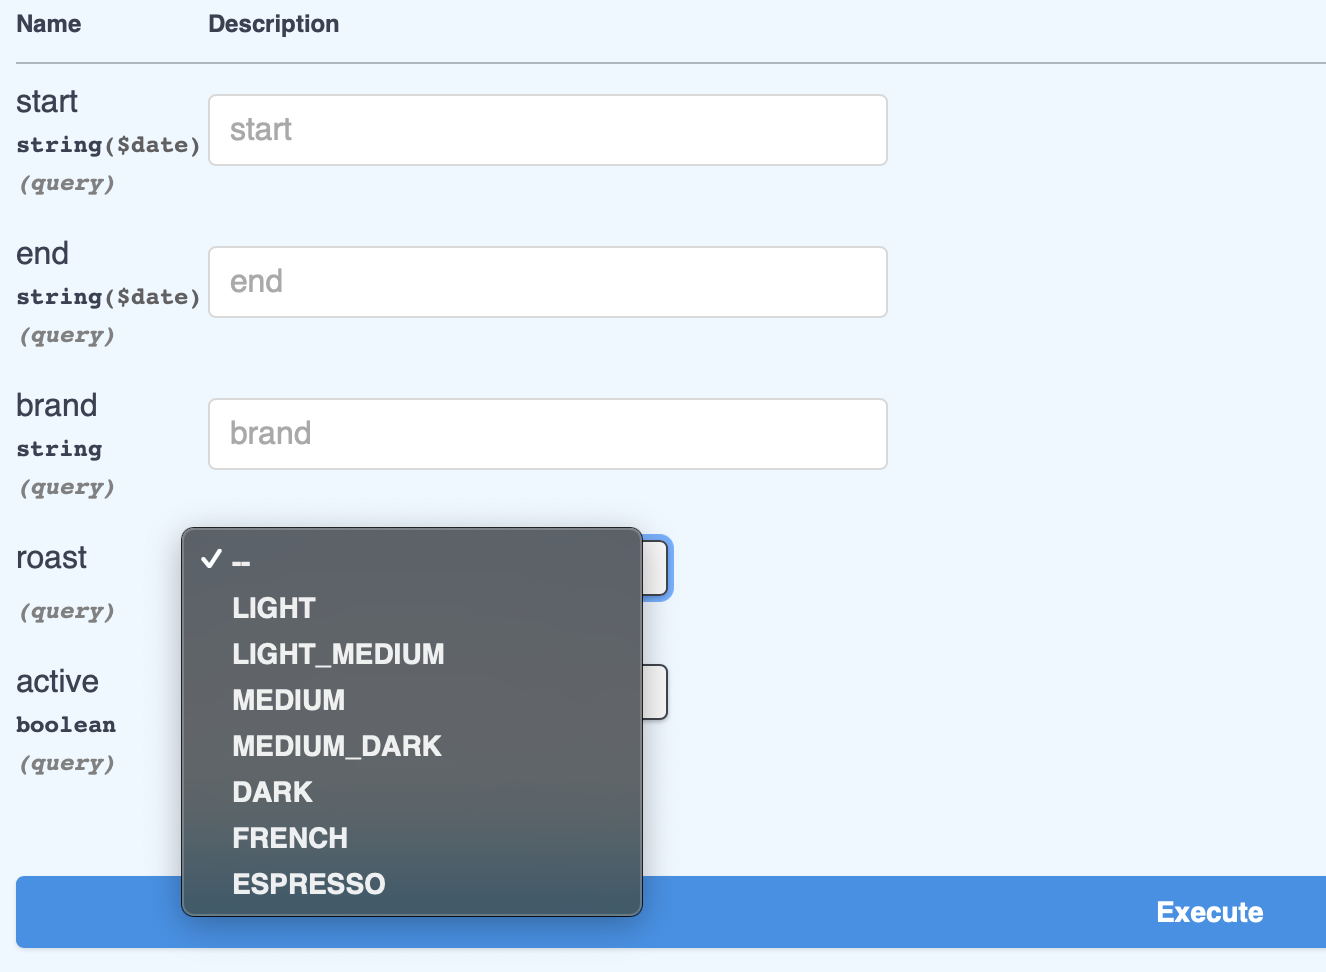 Name Description
start
start
string($date)
(query)
end
end
string($date)
(query)
brand
brand
string
(query)
roast
(query)
--
LIGHT
LIGHT_MEDIUM
MEDIUM
MEDIUM_DARK
DARK
FRENCH
ESPRESSO
active
boolean
(query)
Execute